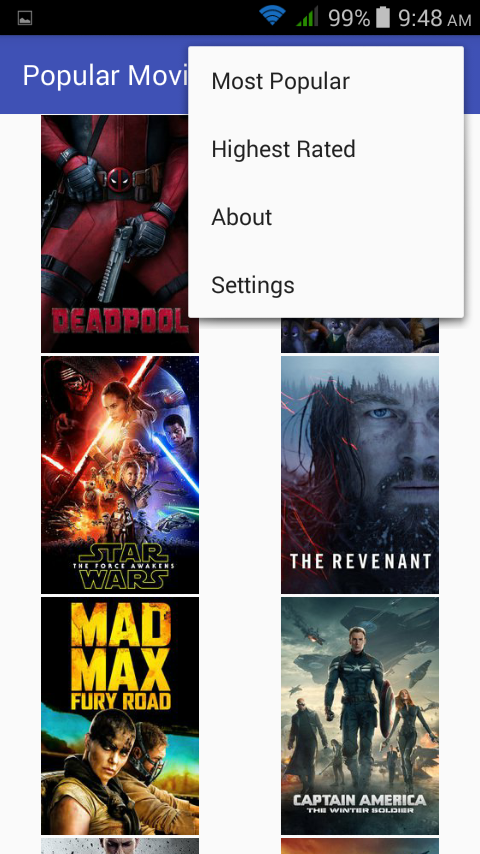 99% 9:48 AM
Popular Movi
Most Popular
Highest Rated
About
Settings
DEADPOOL
STAR
THE FORCE AWAKENS
WARS
THE REVENANT
MAD
MAX
FURY ROAD
CAPTAIN AMERICA
THE WINTER SOLDIER